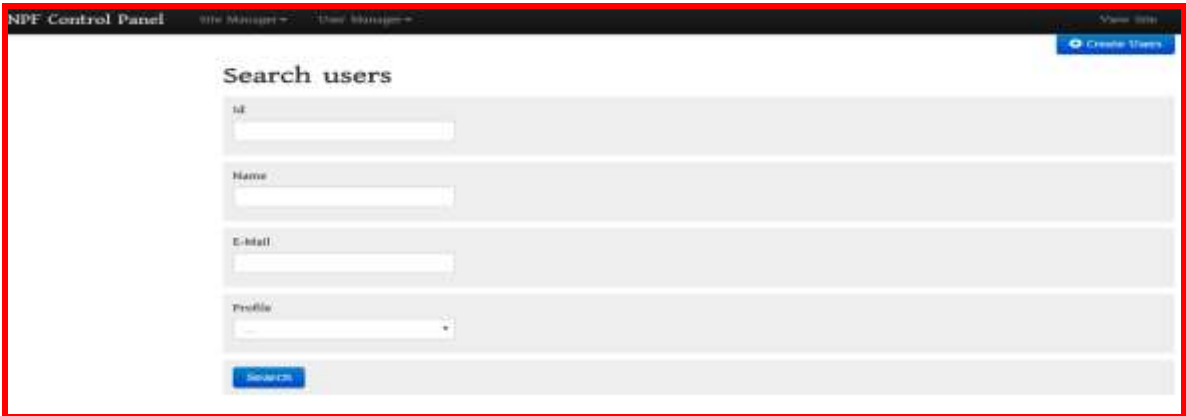 NPF Control Panel Site Manager User Manager View Site
Create Users
Search users
Id
Name
E-Mail
Profile
...
Search